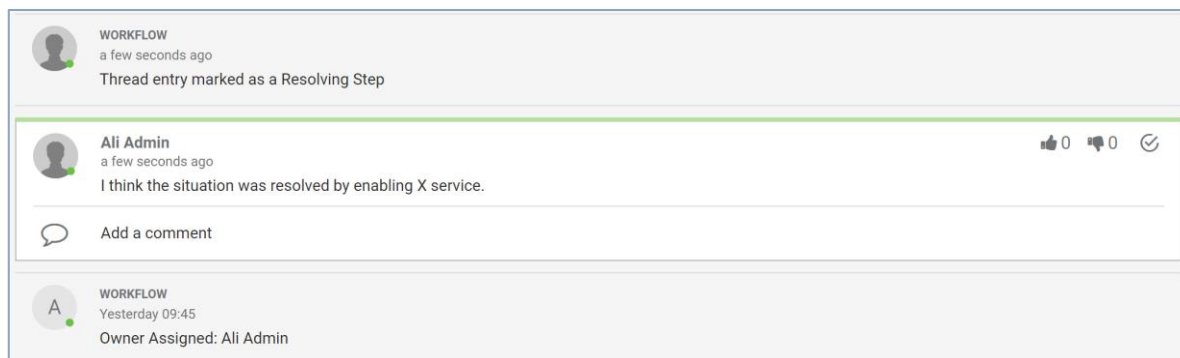 WORKFLOW
a few seconds ago
Thread entry marked as a Resolving Step
Ali Admin
0 0
a few seconds ago
I think the situation was resolved by enabling X service.
Add a comment
A
WORKFLOW
Yesterday 09:45
Owner Assigned: Ali Admin